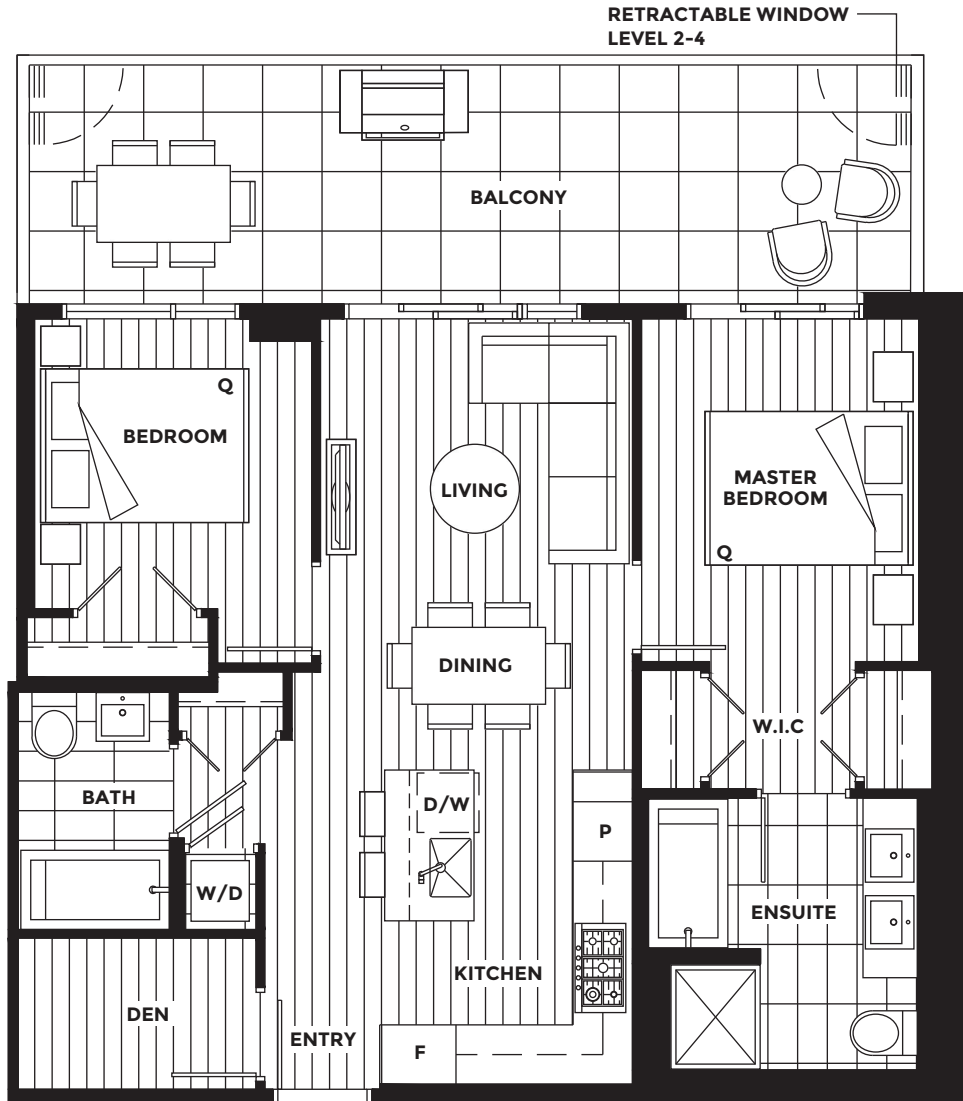 RETRACTABLE WINDOW
LEVEL 2-4
BALCONY
Q
BEDROOM
LIVING
MASTER
BEDROOM
Q
DINING
W.I.C
BATH
D/W
P
W/D
ENSUITE
KITCHEN
DEN
ENTRY
F